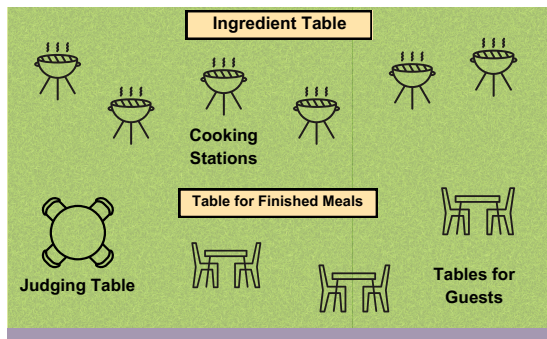 Ingredient Table
Cooking
Stations
Table for Finished Meals
Judging Table
Tables for
Guests